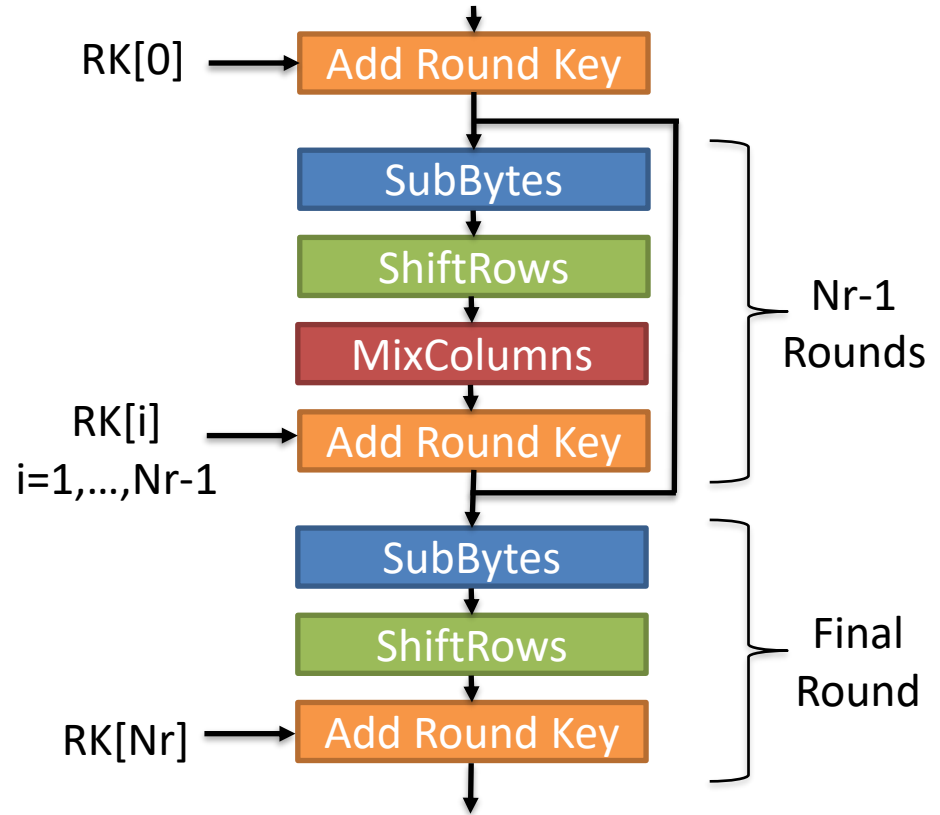 RK[0]
Add Round Key
SubBytes
ShiftRows
MixColumns
Nr-1
Rounds
RK[i]
i=1,...,Nr-1
Add Round Key
SubBytes
ShiftRows
Final
Round
RK[Nr]
Add Round Key